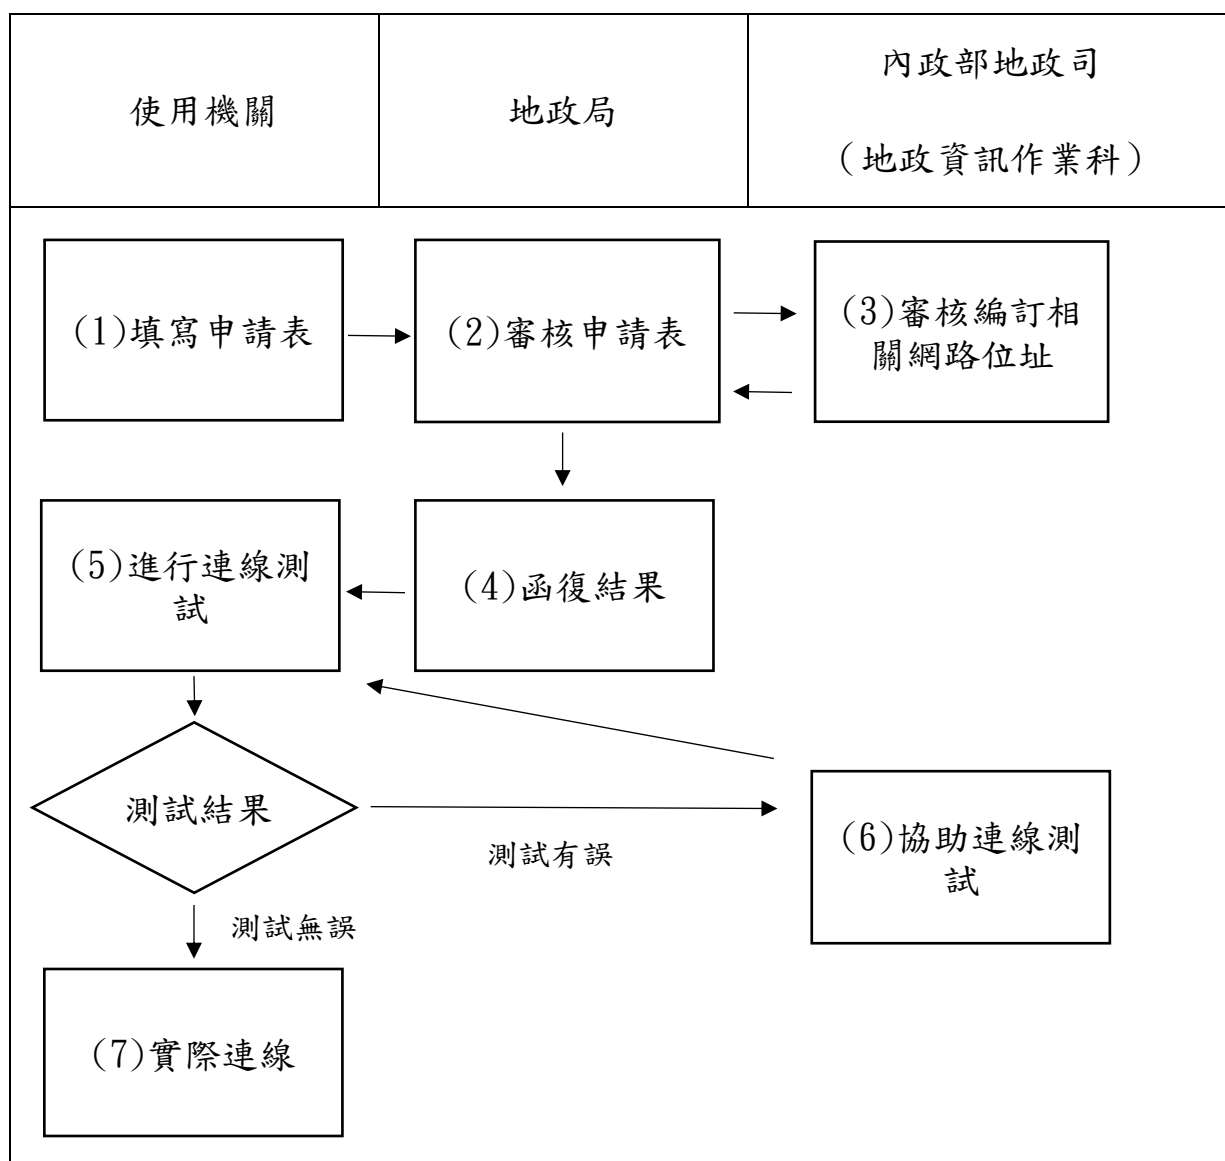 使用機關
地政局
內政部地政司
（地政資訊作業科）
(1)填寫申請表
(2)審核申請表
(3)審核編訂相
關網路位址
(5)進行連線測
試
(4)函復結果
測試結果
測試有誤
(6)協助連線測
試
測試無誤
(7)實際連線